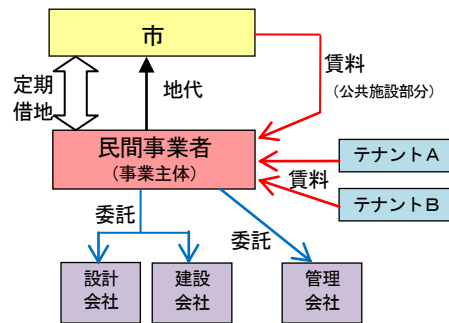 市
定期
借地
地代
賃料
（公共施設部分）
民間事業者
（事業主体）
テナントA
賃料
テナントB
委託
委託
設計
会社
建設
会社
管理
会社